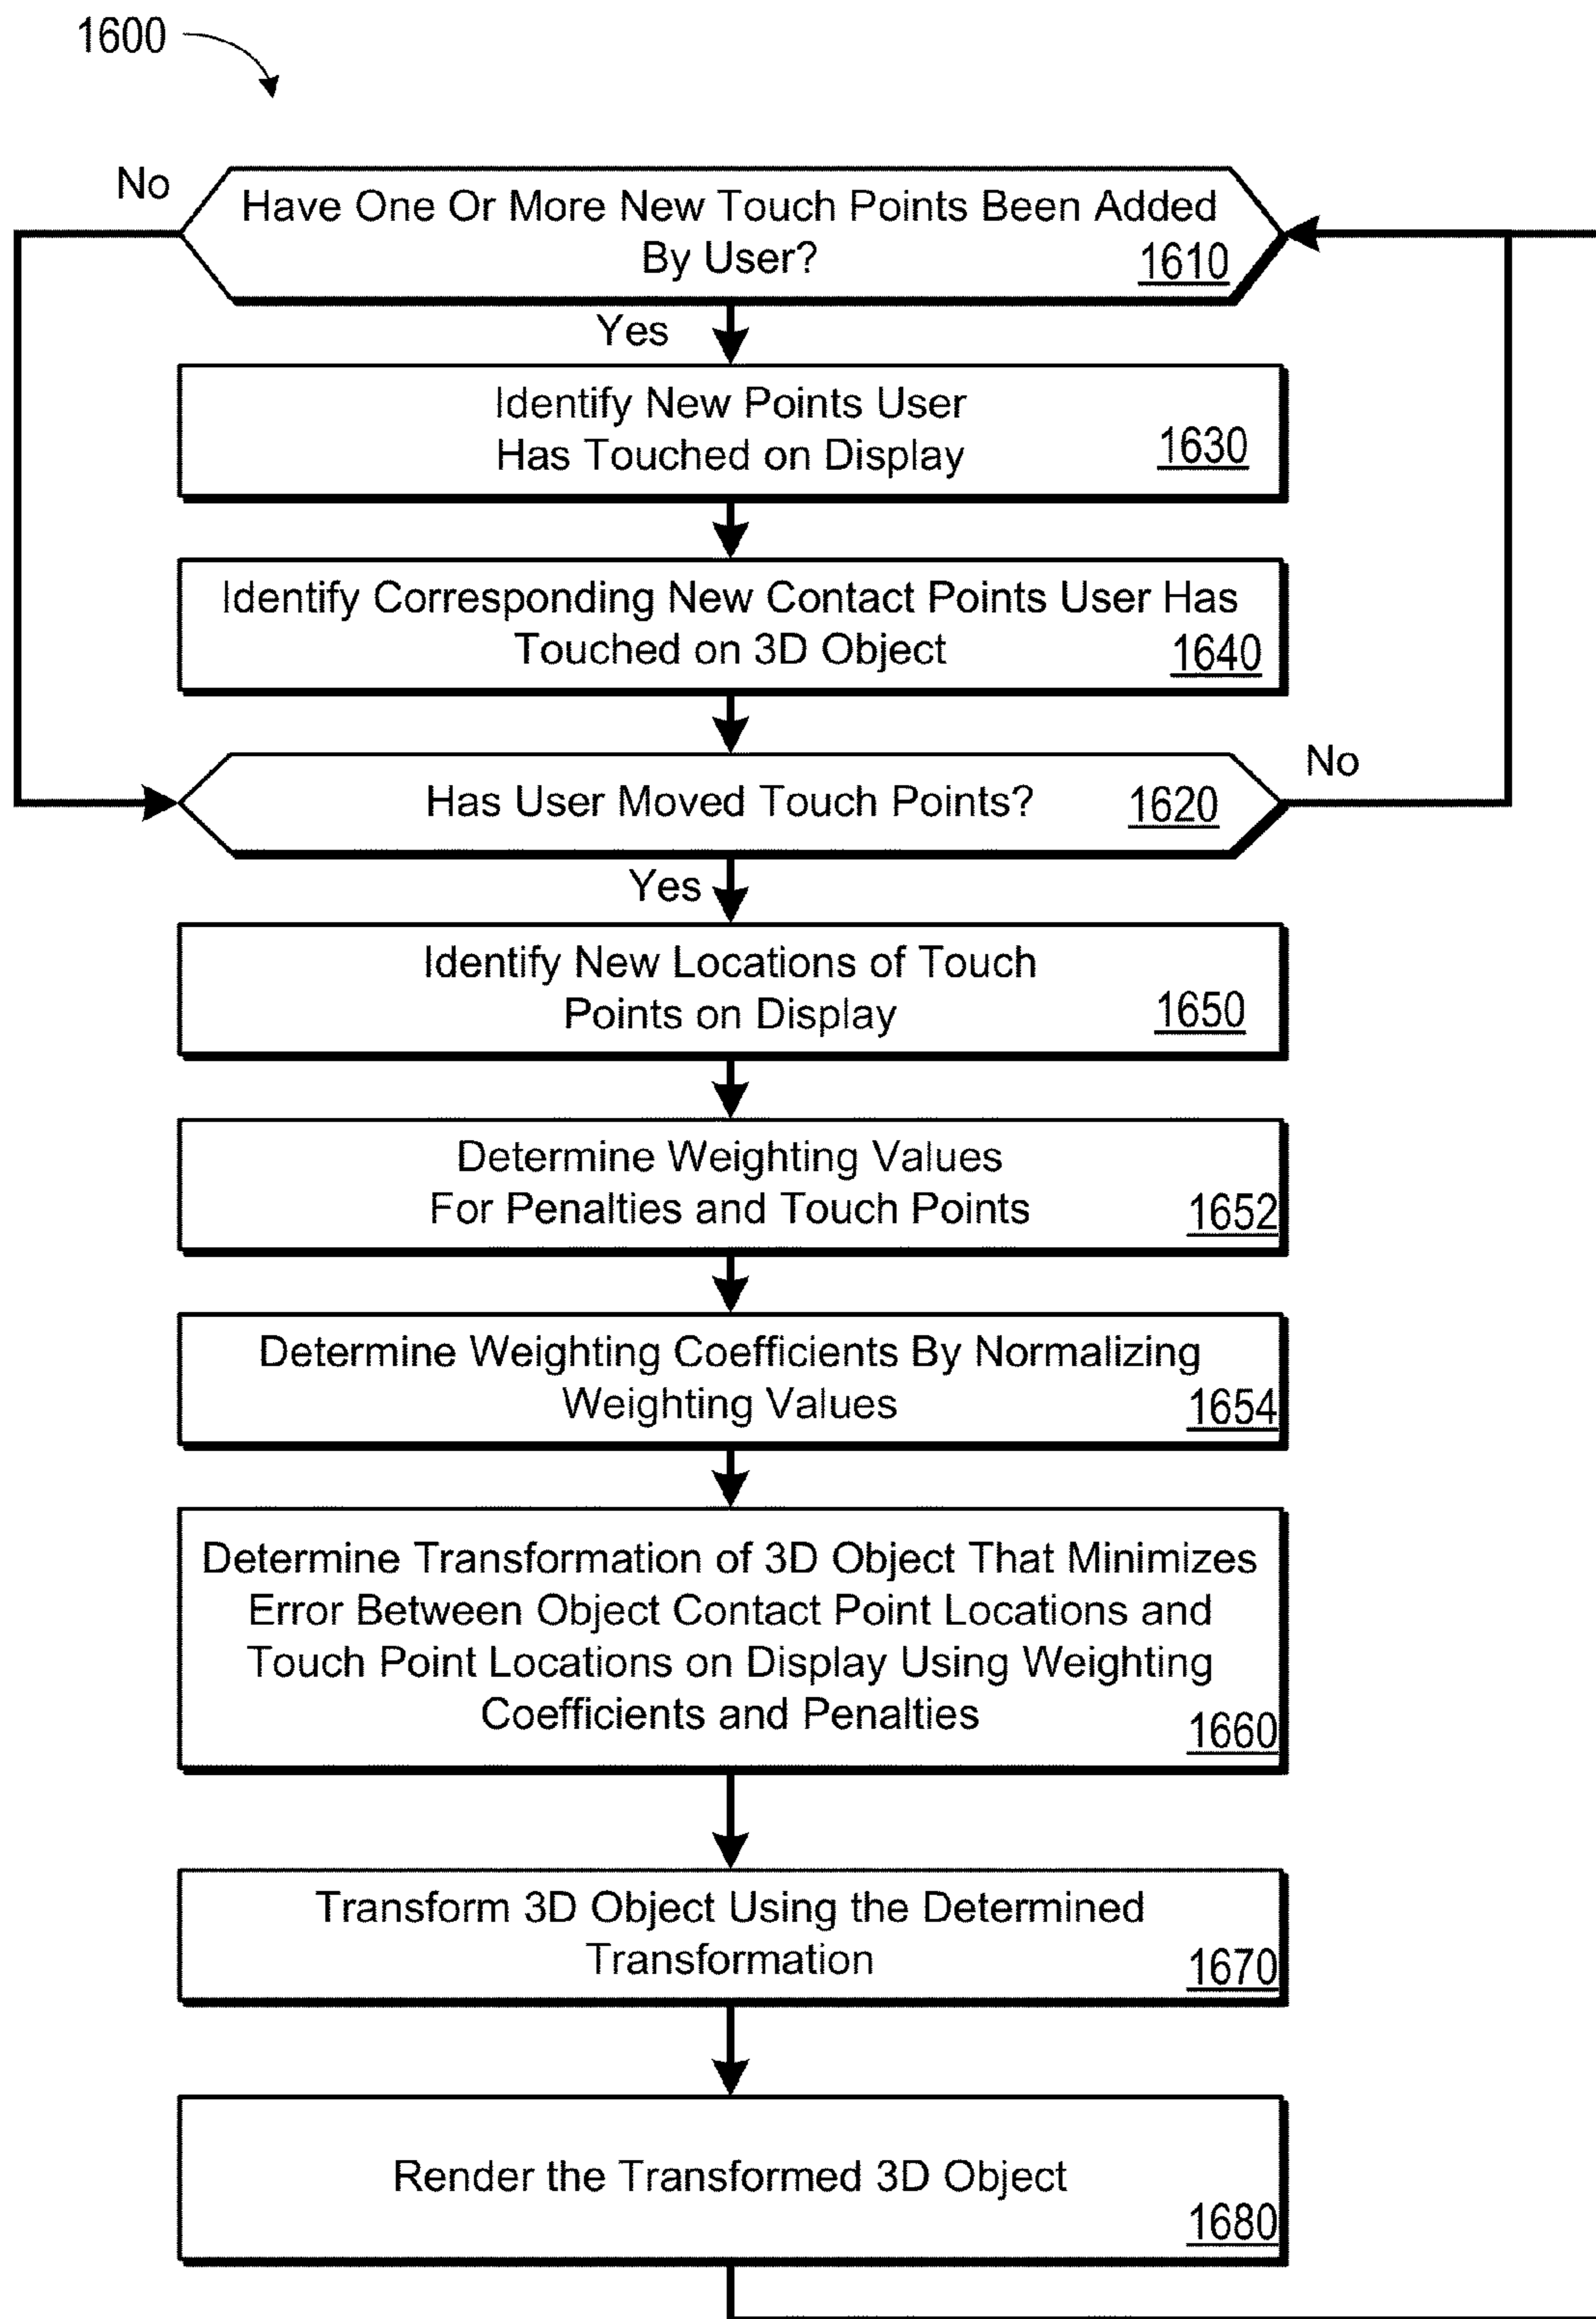 1600
No
Have One Or More New Touch Points Been Added
By User?
1610
Yes
Identify New Points User
Has Touched on Display
1630
Identify Corresponding New Contact Points User Has
Touched on 3D Object
1640
Has User Moved Touch Points?
1620
No
Yes
Identify New Locations of Touch
Points on Display
1650
Determine Weighting Values
For Penalties and Touch Points
1652
Determine Weighting Coefficients By Normalizing
Weighting Values
1654
Determine Transformation of 3D Object That Minimizes
Error Between Object Contact Point Locations and
Touch Point Locations on Display Using Weighting
Coefficients and Penalties
1660
Transform 3D Object Using the Determined
Transformation
1670
Render the Transformed 3D Object
1680